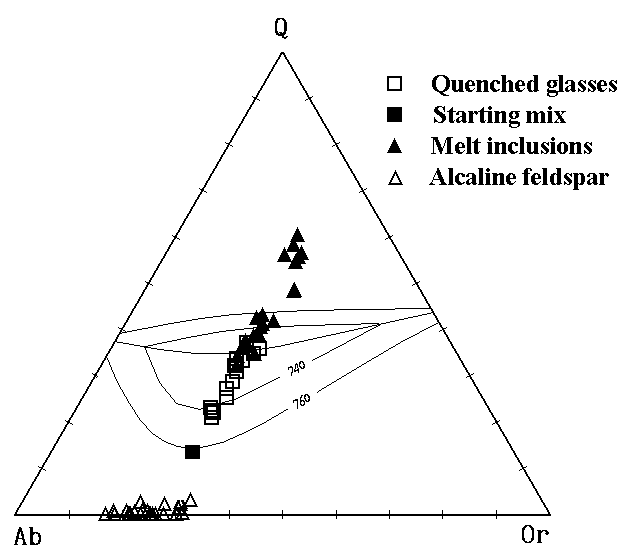 Q
Quenched glasses
Starting mix
Melt inclusions
Alcaline feldspar
740
760
Ab
Or